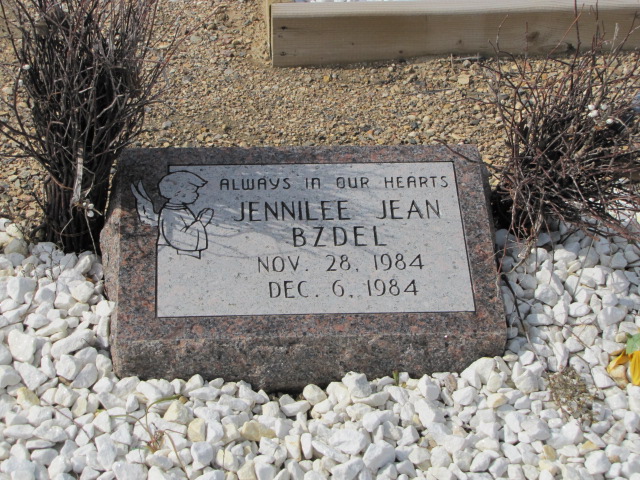 ALWAYS IN OUR HEARTS
JENNILEE JEAN
BZDEL
NOV. 28, 1984
DEC. 6, 1984